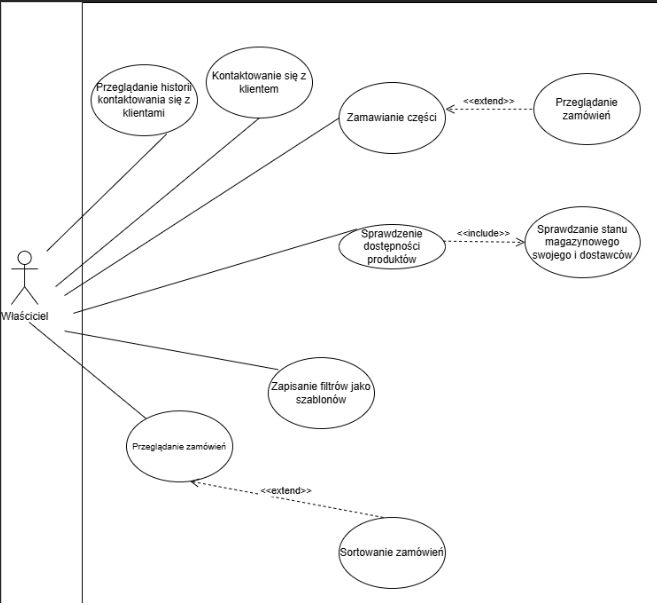 Przeglądanie historii
kontaktowania się z
klientami
Kontaktowanie się z
klientem
Zamawianie części
<<extend>>
Przeglądanie
zamówień
Sprawdzenie
dostępności
produktów
<<include>>
Sprawdzanie stanu
magazynowego
swojego i dostawców
Właściciel
Zapisanie filtrów jako
szablonów
Przeglądanie zamówień
<<extend>>
Sortowanie zamówień